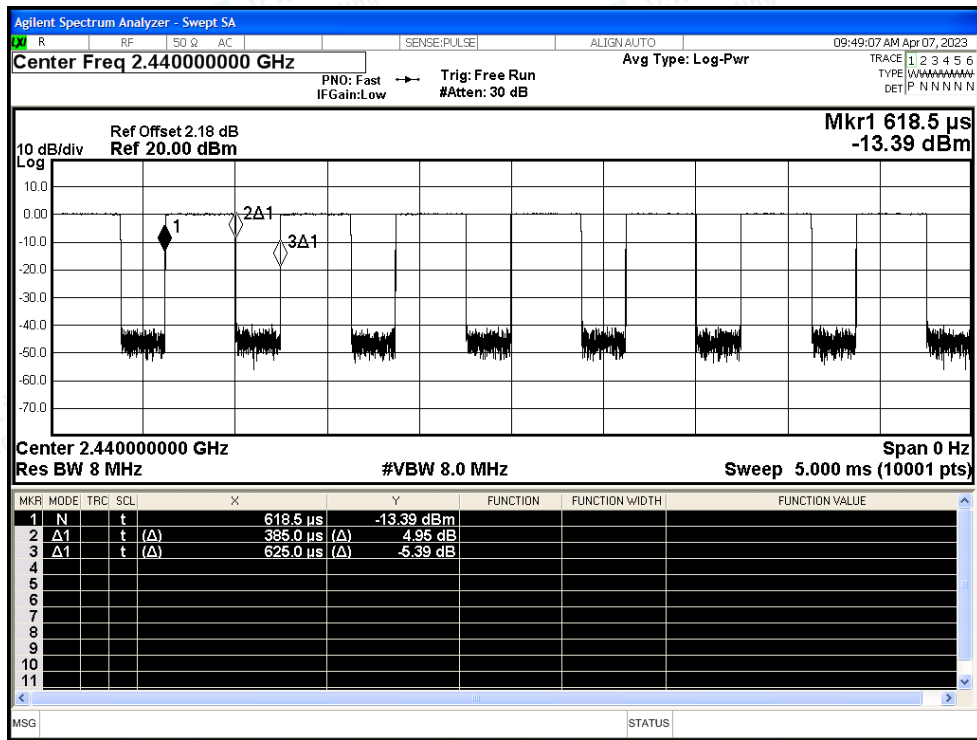 Agilent Spectrum Analyzer - Swept SA
LXI R RF 50 Ω AC SENSE:PULSE ALIGN AUTO 09:49:07 AM Apr 07, 2023
Center Freq 2.440000000 GHz
PNO: Fast
IFGain:Low
Trig: Free Run
#Atten: 30 dB
Avg Type: Log-Pwr
TRACE 1 2 3 4 5 6
TYPE
DET P N N N N N
Mkr1 618.5 µs
-13.39 dBm
Ref Offset 2.18 dB
10 dB/div Ref 20.00 dBm
Log
10.0
0.00
-10.0
-20.0
-30.0
-40.0
-50.0
-60.0
-70.0
1
2Δ1
3Δ1
Center 2.440000000 GHz Span 0 Hz
Res BW 8 MHz #VBW 8.0 MHz Sweep 5.000 ms (10001 pts)
MKR MODE TRC SCL X Y FUNCTION FUNCTION WIDTH FUNCTION VALUE
1 N t 618.5 µs -13.39 dBm
2 Δ1 t (Δ) 385.0 µs (Δ) 4.95 dB
3 Δ1 t (Δ) 625.0 µs (Δ) -5.39 dB
4
5
6
7
8
9
10
11
MSG STATUS